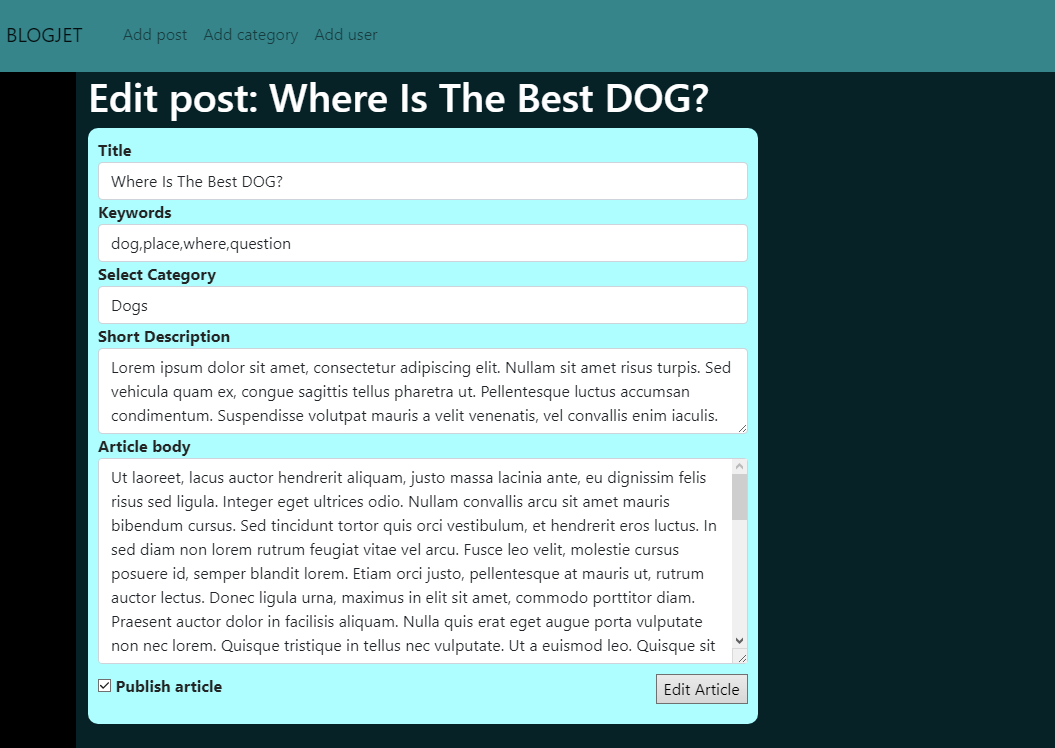 BLOGJET Add post Add category Add user
Edit post: Where Is The Best DOG?
Title
Where Is The Best DOG?
Keywords
dog,place,where,question
Select Category
Dogs
Short Description
Lorem ipsum dolor sit amet, consectetur adipiscing elit. Nullam sit amet risus turpis. Sed
vehicula quam ex, congue sagittis tellus pharetra ut. Pellentesque luctus accumsan
condimentum. Suspendisse volutpat mauris a velit venenatis, vel convallis enim iaculis.
Article body
Ut laoreet, lacus auctor hendrerit aliquam, justo massa lacinia ante, eu dignissim felis
risus sed ligula. Integer eget ultrices odio. Nullam convallis arcu sit amet mauris
bibendum cursus. Sed tincidunt tortor quis orci vestibulum, et hendrerit eros luctus. In
sed diam non lorem rutrum feugiat vitae vel arcu. Fusce leo velit, molestie cursus
posuere id, semper blandit lorem. Etiam orci justo, pellentesque at mauris ut, rutrum
auctor lectus. Donec ligula urna, maximus in elit sit amet, commodo porttitor diam.
Praesent auctor dolor in facilisis aliquam. Nulla quis erat eget augue porta vulputate
non nec lorem. Quisque tristique in tellus nec vulputate. Ut a euismod leo. Quisque sit
Publish article
Edit Article